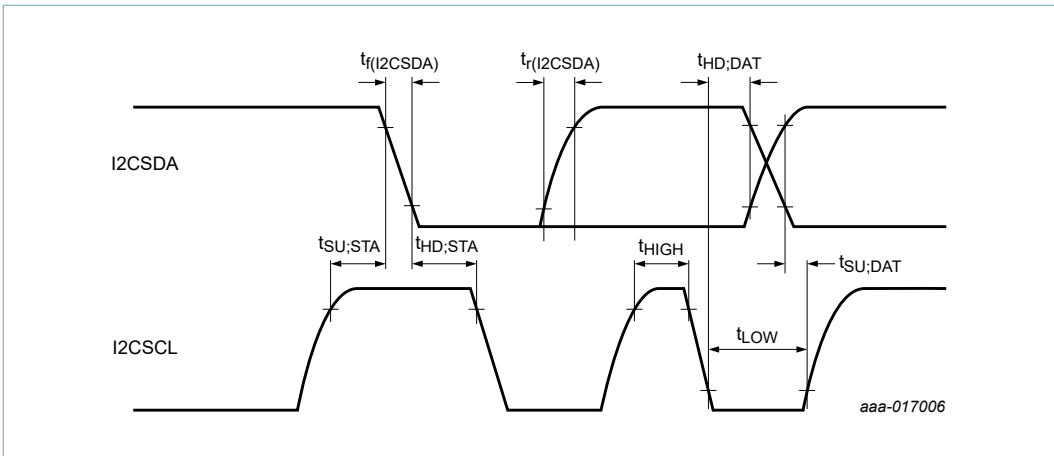 tf(I2CSDA) tr(I2CSDA) tHD;DAT
I2CSDA
tSU;STA tHD;STA tHIGH tSU;DAT
I2CSCL
tLOW
aaa-017006